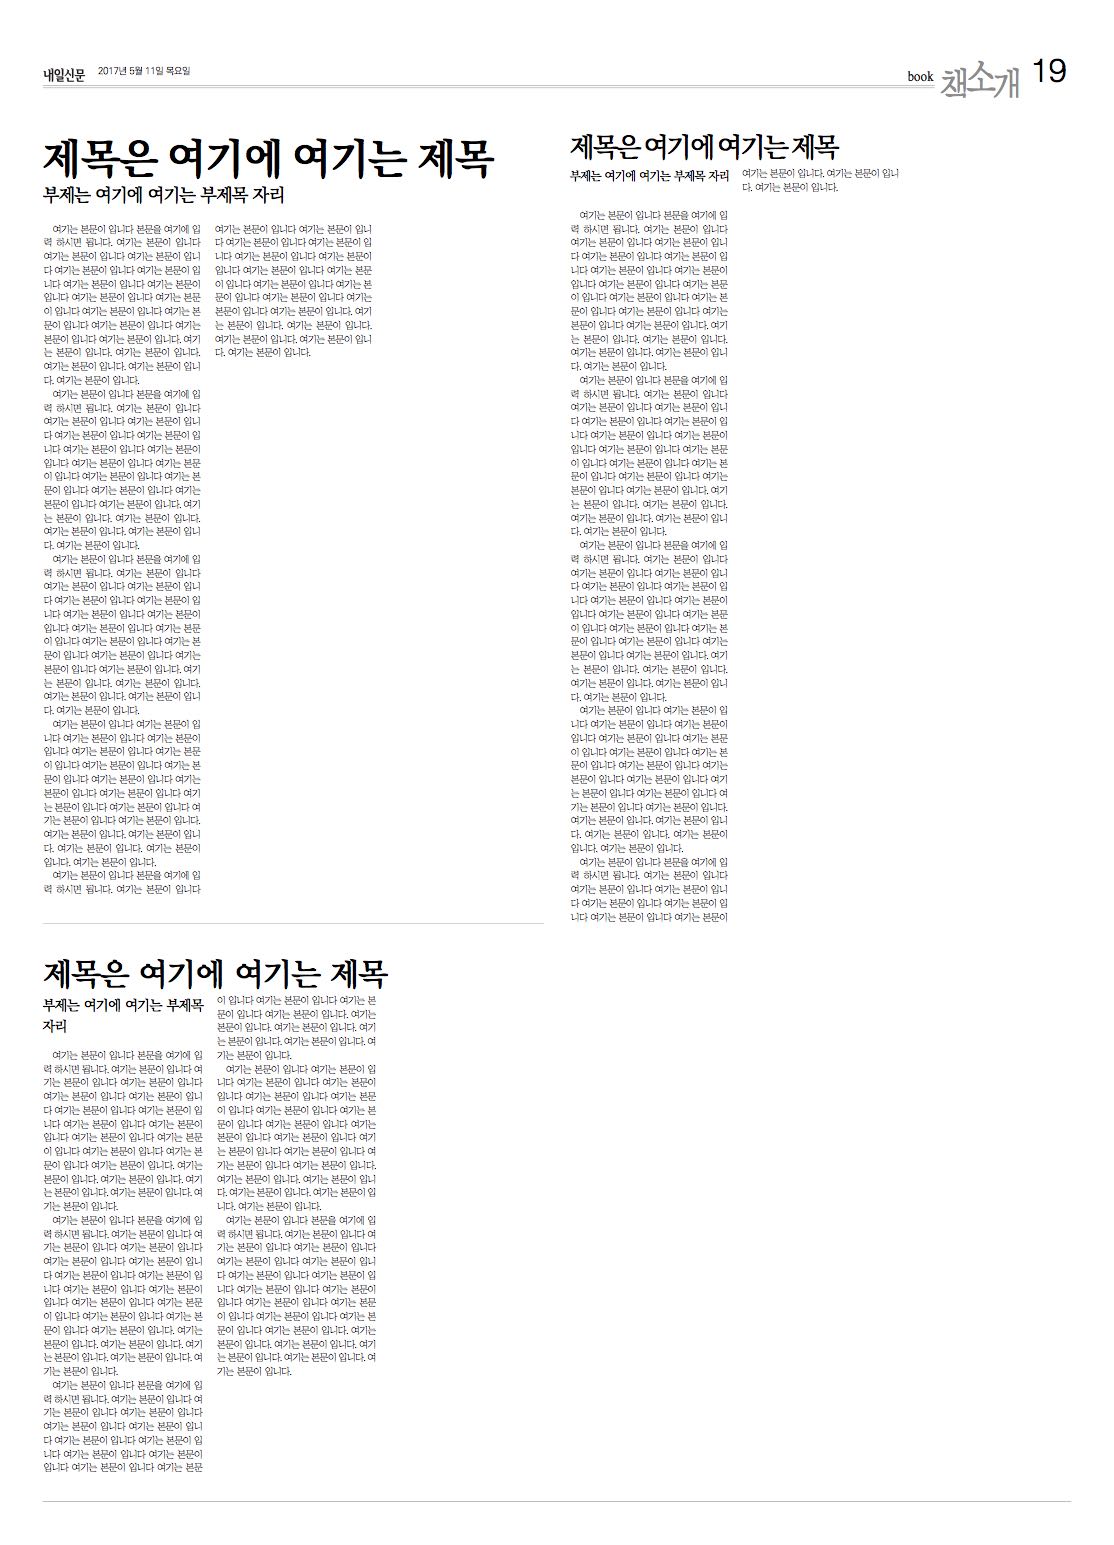 내일신문 2017년 5월 11일 목요일
book 책소개 19
제목은 여기에 여기는 제목
부제는 여기에 여기는 부제목 자리
여기는 본문이 입니다 본문을 여기에 입
력 하시면 됩니다. 여기는 본문이 입니다
여기는 본문이 입니다 여기는 본문이 입니
다 여기는 본문이 입니다 여기는 본문이 입
니다 여기는 본문이 입니다 여기는 본문이
입니다 여기는 본문이 입니다 여기는 본문
이 입니다 여기는 본문이 입니다 여기는 본
문이 입니다 여기는 본문이 입니다 여기는
본문이 입니다 여기는 본문이 입니다. 여기
는 본문이 입니다. 여기는 본문이 입니다.
여기는 본문이 입니다. 여기는 본문이 입니
다. 여기는 본문이 입니다.
여기는 본문이 입니다 본문을 여기에 입
력 하시면 됩니다. 여기는 본문이 입니다
여기는 본문이 입니다 여기는 본문이 입니
다 여기는 본문이 입니다 여기는 본문이 입
니다 여기는 본문이 입니다 여기는 본문이
입니다 여기는 본문이 입니다 여기는 본문
이 입니다 여기는 본문이 입니다 여기는 본
문이 입니다 여기는 본문이 입니다 여기는
본문이 입니다 여기는 본문이 입니다. 여기
는 본문이 입니다. 여기는 본문이 입니다.
여기는 본문이 입니다. 여기는 본문이 입니
다. 여기는 본문이 입니다.
여기는 본문이 입니다 본문을 여기에 입
력 하시면 됩니다. 여기는 본문이 입니다
여기는 본문이 입니다 여기는 본문이 입니
다 여기는 본문이 입니다 여기는 본문이 입
니다 여기는 본문이 입니다 여기는 본문이
입니다 여기는 본문이 입니다 여기는 본문
이 입니다 여기는 본문이 입니다 여기는 본
문이 입니다 여기는 본문이 입니다 여기는
본문이 입니다 여기는 본문이 입니다. 여기
는 본문이 입니다. 여기는 본문이 입니다.
여기는 본문이 입니다. 여기는 본문이 입니
다. 여기는 본문이 입니다.
여기는 본문이 입니다 여기는 본문이 입
니다 여기는 본문이 입니다 여기는 본문이
입니다 여기는 본문이 입니다 여기는 본문
이 입니다 여기는 본문이 입니다 여기는 본
문이 입니다 여기는 본문이 입니다 여기는
본문이 입니다 여기는 본문이 입니다 여기
는 본문이 입니다 여기는 본문이 입니다 여
기는 본문이 입니다 여기는 본문이 입니다.
여기는 본문이 입니다. 여기는 본문이 입니
다. 여기는 본문이 입니다. 여기는 본문이
입니다. 여기는 본문이 입니다.
여기는 본문이 입니다 본문을 여기에 입
력 하시면 됩니다. 여기는 본문이 입니다
여기는 본문이 입니다 여기는 본문이 입니
다 여기는 본문이 입니다 여기는 본문이 입
니다 여기는 본문이 입니다 여기는 본문이
입니다 여기는 본문이 입니다 여기는 본문
이 입니다 여기는 본문이 입니다 여기는 본
문이 입니다 여기는 본문이 입니다 여기는
본문이 입니다 여기는 본문이 입니다. 여기
는 본문이 입니다. 여기는 본문이 입니다.
여기는 본문이 입니다. 여기는 본문이 입니
다. 여기는 본문이 입니다.
제목은 여기에 여기는 제목
부제는 여기에 여기는 부제목 자리
여기는 본문이 입니다 본문을 여기에 입
력 하시면 됩니다. 여기는 본문이 입니다
여기는 본문이 입니다 여기는 본문이 입니
다 여기는 본문이 입니다 여기는 본문이 입
니다 여기는 본문이 입니다 여기는 본문이
입니다 여기는 본문이 입니다 여기는 본문
이 입니다 여기는 본문이 입니다 여기는 본
문이 입니다 여기는 본문이 입니다 여기는
본문이 입니다 여기는 본문이 입니다. 여기
는 본문이 입니다. 여기는 본문이 입니다.
여기는 본문이 입니다. 여기는 본문이 입니
다. 여기는 본문이 입니다.
여기는 본문이 입니다 본문을 여기에 입
력 하시면 됩니다. 여기는 본문이 입니다
여기는 본문이 입니다 여기는 본문이 입니
다 여기는 본문이 입니다 여기는 본문이 입
니다 여기는 본문이 입니다 여기는 본문이
입니다 여기는 본문이 입니다 여기는 본문
이 입니다 여기는 본문이 입니다 여기는 본
문이 입니다 여기는 본문이 입니다 여기는
본문이 입니다 여기는 본문이 입니다. 여기
는 본문이 입니다. 여기는 본문이 입니다.
여기는 본문이 입니다. 여기는 본문이 입니
다. 여기는 본문이 입니다.
여기는 본문이 입니다 본문을 여기에 입
력 하시면 됩니다. 여기는 본문이 입니다
여기는 본문이 입니다 여기는 본문이 입니
다 여기는 본문이 입니다 여기는 본문이 입
니다 여기는 본문이 입니다 여기는 본문이
입니다 여기는 본문이 입니다 여기는 본문
이 입니다 여기는 본문이 입니다 여기는 본
문이 입니다 여기는 본문이 입니다 여기는
본문이 입니다 여기는 본문이 입니다. 여기
는 본문이 입니다. 여기는 본문이 입니다.
여기는 본문이 입니다. 여기는 본문이 입니
다. 여기는 본문이 입니다.
여기는 본문이 입니다 여기는 본문이 입
니다 여기는 본문이 입니다 여기는 본문이
입니다 여기는 본문이 입니다 여기는 본문
이 입니다 여기는 본문이 입니다 여기는 본
문이 입니다 여기는 본문이 입니다 여기는
본문이 입니다 여기는 본문이 입니다 여기
는 본문이 입니다 여기는 본문이 입니다 여
기는 본문이 입니다 여기는 본문이 입니다.
여기는 본문이 입니다. 여기는 본문이 입니
다. 여기는 본문이 입니다. 여기는 본문이
입니다. 여기는 본문이 입니다.
여기는 본문이 입니다 본문을 여기에 입
력 하시면 됩니다. 여기는 본문이 입니다
여기는 본문이 입니다 여기는 본문이 입니
다 여기는 본문이 입니다 여기는 본문이 입
니다 여기는 본문이 입니다 여기는 본문이
여기는 본문이 입니다. 여기는 본문이 입니
다. 여기는 본문이 입니다.
제목은 여기에 여기는 제목
부제는 여기에 여기는 부제목
자리
여기는 본문이 입니다 본문을 여기에 입
력 하시면 됩니다. 여기는 본문이 입니다 여
기는 본문이 입니다 여기는 본문이 입니다
여기는 본문이 입니다 여기는 본문이 입니
다 여기는 본문이 입니다 여기는 본문이 입
니다 여기는 본문이 입니다 여기는 본문이
입니다 여기는 본문이 입니다 여기는 본문
이 입니다 여기는 본문이 입니다 여기는 본
문이 입니다 여기는 본문이 입니다. 여기는
본문이 입니다. 여기는 본문이 입니다. 여기
는 본문이 입니다. 여기는 본문이 입니다. 여
기는 본문이 입니다.
여기는 본문이 입니다 본문을 여기에 입
력 하시면 됩니다. 여기는 본문이 입니다 여
기는 본문이 입니다 여기는 본문이 입니다
여기는 본문이 입니다 여기는 본문이 입니
다 여기는 본문이 입니다 여기는 본문이 입
니다 여기는 본문이 입니다 여기는 본문이
입니다 여기는 본문이 입니다 여기는 본문
이 입니다 여기는 본문이 입니다 여기는 본
문이 입니다 여기는 본문이 입니다. 여기는
본문이 입니다. 여기는 본문이 입니다. 여기
는 본문이 입니다. 여기는 본문이 입니다. 여
기는 본문이 입니다.
여기는 본문이 입니다 본문을 여기에 입
력 하시면 됩니다. 여기는 본문이 입니다 여
기는 본문이 입니다 여기는 본문이 입니다
여기는 본문이 입니다 여기는 본문이 입니
다 여기는 본문이 입니다 여기는 본문이 입
니다 여기는 본문이 입니다 여기는 본문이
입니다 여기는 본문이 입니다 여기는 본문
이 입니다 여기는 본문이 입니다 여기는 본
문이 입니다 여기는 본문이 입니다. 여기는
본문이 입니다. 여기는 본문이 입니다. 여기
는 본문이 입니다. 여기는 본문이 입니다. 여
기는 본문이 입니다.
여기는 본문이 입니다 여기는 본문이 입
니다 여기는 본문이 입니다 여기는 본문이
입니다 여기는 본문이 입니다 여기는 본문
이 입니다 여기는 본문이 입니다 여기는 본
문이 입니다 여기는 본문이 입니다 여기는
본문이 입니다 여기는 본문이 입니다 여기
는 본문이 입니다 여기는 본문이 입니다 여
기는 본문이 입니다 여기는 본문이 입니다.
여기는 본문이 입니다. 여기는 본문이 입니
다. 여기는 본문이 입니다. 여기는 본문이 입
니다. 여기는 본문이 입니다.
여기는 본문이 입니다 본문을 여기에 입
력 하시면 됩니다. 여기는 본문이 입니다 여
기는 본문이 입니다 여기는 본문이 입니다
여기는 본문이 입니다 여기는 본문이 입니
다 여기는 본문이 입니다 여기는 본문이 입
니다 여기는 본문이 입니다 여기는 본문이
입니다 여기는 본문이 입니다 여기는 본문
이 입니다 여기는 본문이 입니다 여기는 본
문이 입니다 여기는 본문이 입니다. 여기는
본문이 입니다. 여기는 본문이 입니다. 여기
는 본문이 입니다. 여기는 본문이 입니다. 여
기는 본문이 입니다.